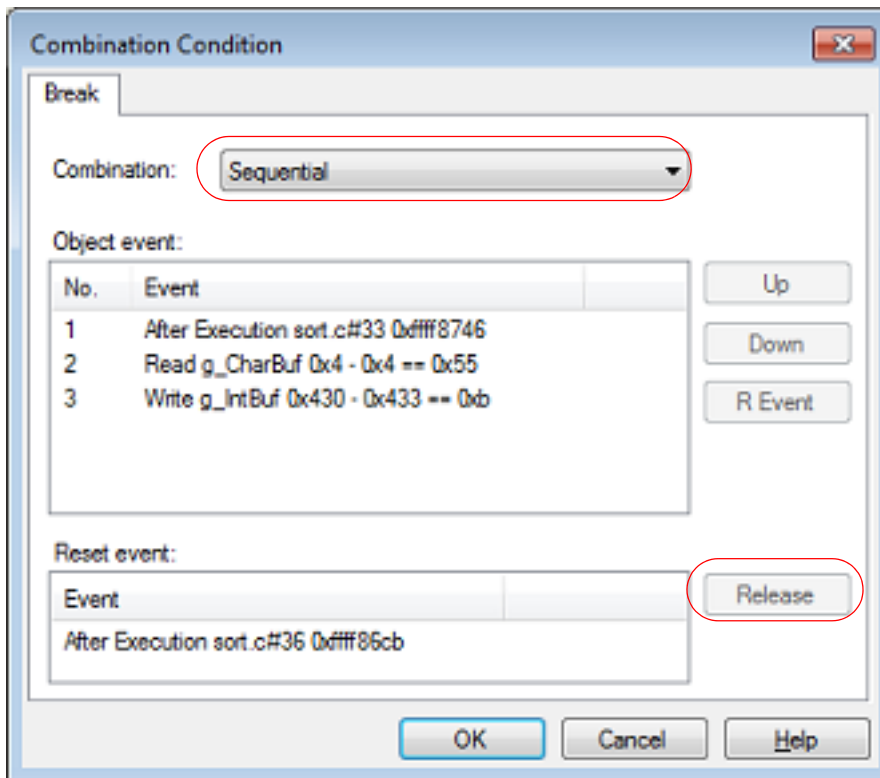 Combination Condition
Break
Combination: Sequential
Object event:
No. Event
1 After Execution sort.c#33 0xffff8746
2 Read g_CharBuf 0x4 - 0x4 == 0x55
3 Write g_IntBuf 0x430 - 0x433 == 0xb
Up
Down
R Event
Reset event:
Event
After Execution sort.c#36 0xffff86cb
Release
OK Cancel Help